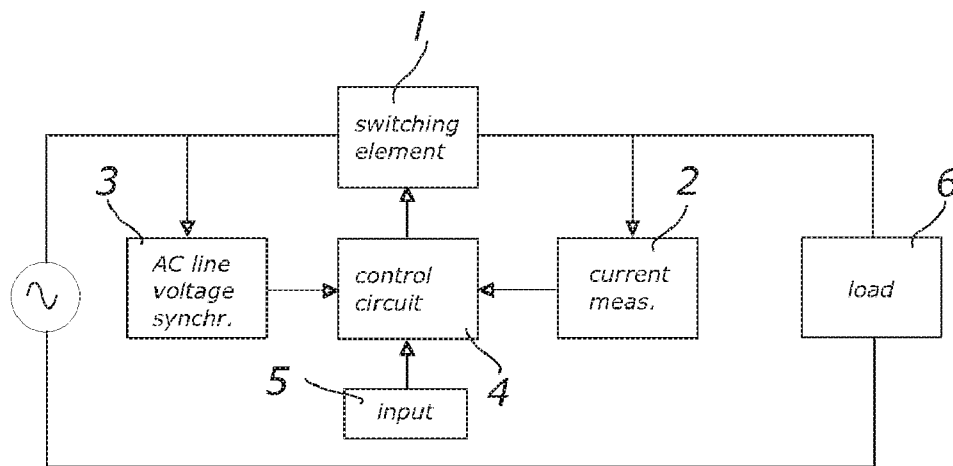 1
switching
element
3
2
6
AC line
voltage
synchr.
control
circuit
current
meas.
load
5
4
input